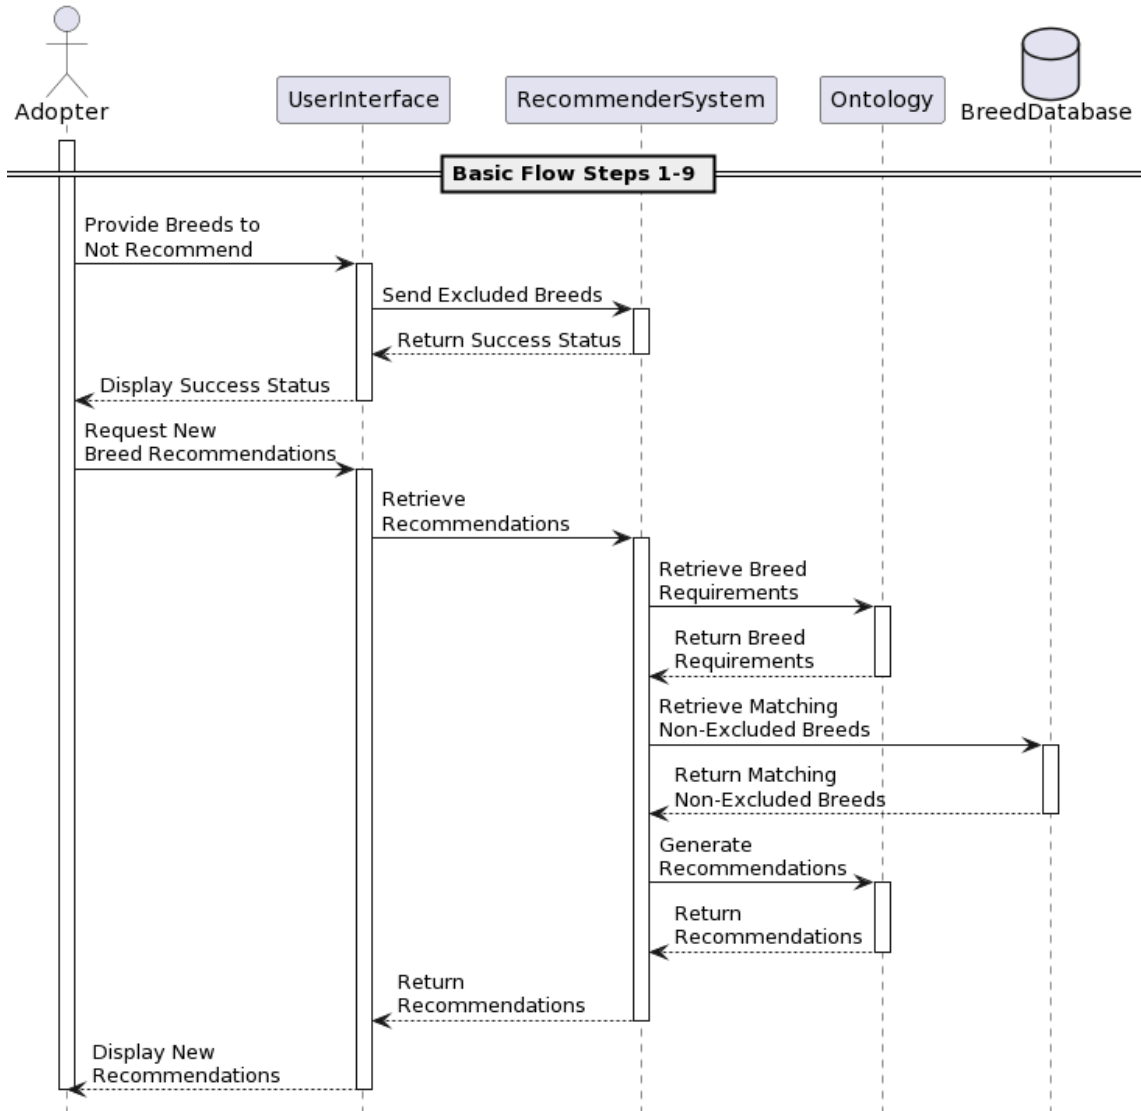 Adopter
UserInterface
RecommenderSystem
Ontology
BreedDatabase
Basic Flow Steps 1-9
Provide Breeds to
Not Recommend
Send Excluded Breeds
Return Success Status
Display Success Status
Request New
Breed Recommendations
Retrieve
Recommendations
Retrieve Breed
Requirements
Return Breed
Requirements
Retrieve Matching
Non-Excluded Breeds
Return Matching
Non-Excluded Breeds
Generate
Recommendations
Return
Recommendations
Return
Recommendations
Display New
Recommendations